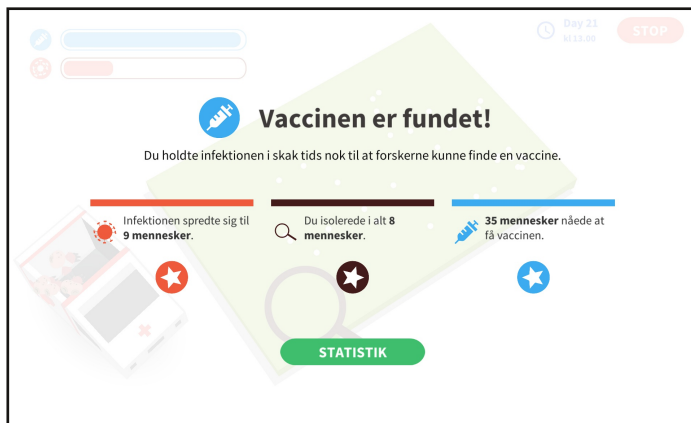 Day 21
kl 13:00
STOP
Vaccinen er fundet!
Du holdte infektionen i skak tids nok til at forskerne kunne finde en vaccine.
Infektionen spredte sig til
9 mennesker.
Du isolerede i alt 8
mennesker.
35 mennesker nåede at
få vaccinen.
STATISTIK